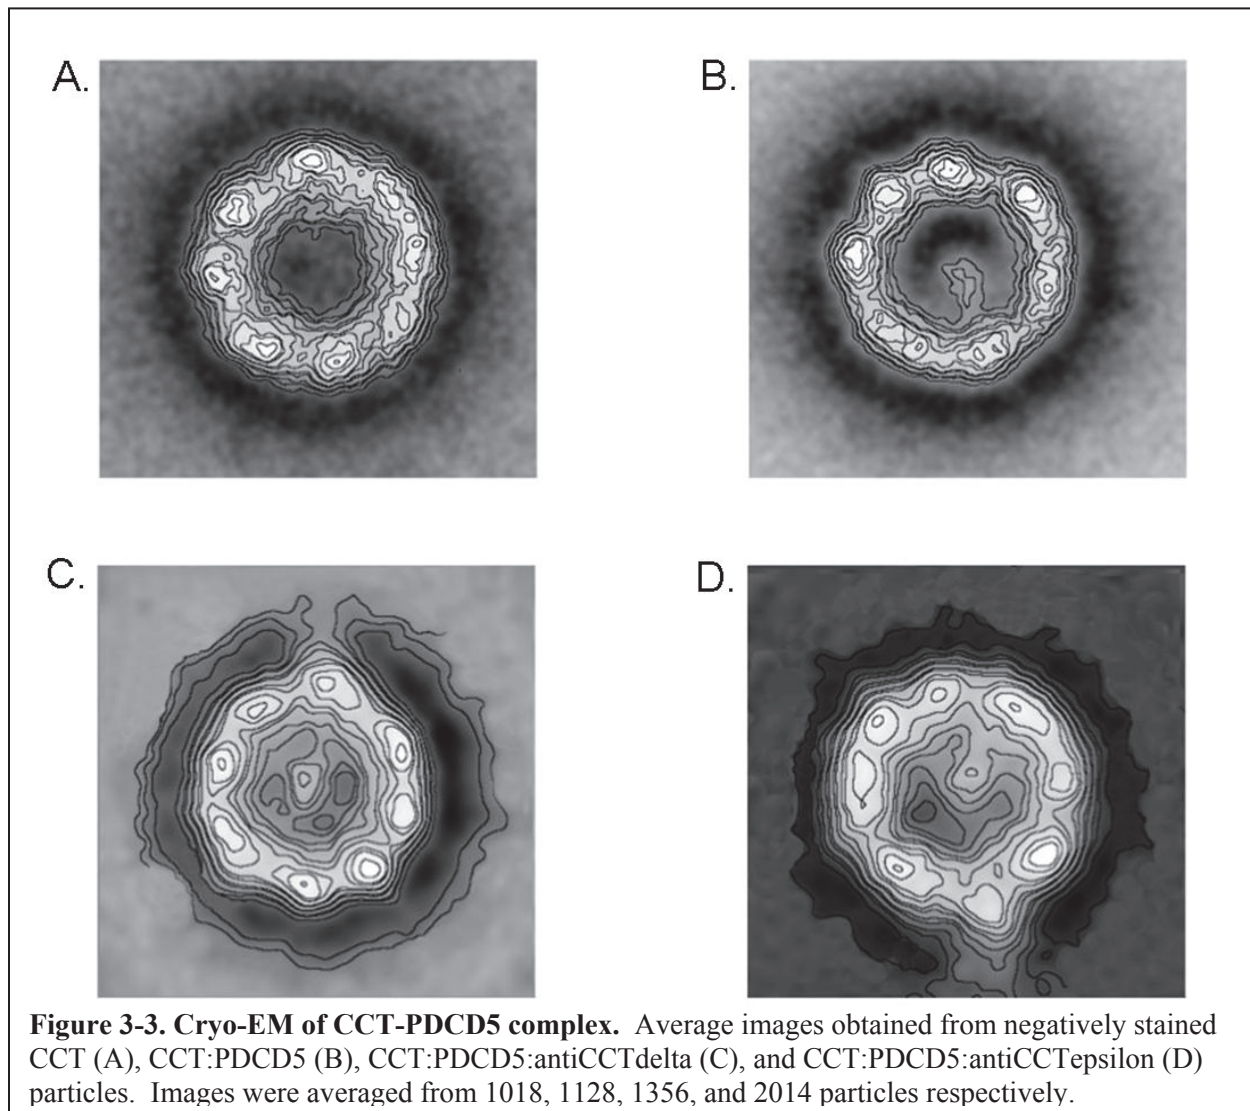 A.
B.
C.
D.
Figure 3-3. Cryo-EM of CCT-PDCD5 complex. Average images obtained from negatively stained
CCT (A), CCT:PDCD5 (B), CCT:PDCD5:antiCCTdelta (C), and CCT:PDCD5:antiCCTepsilon (D)
particles. Images were averaged from 1018, 1128, 1356, and 2014 particles respectively.